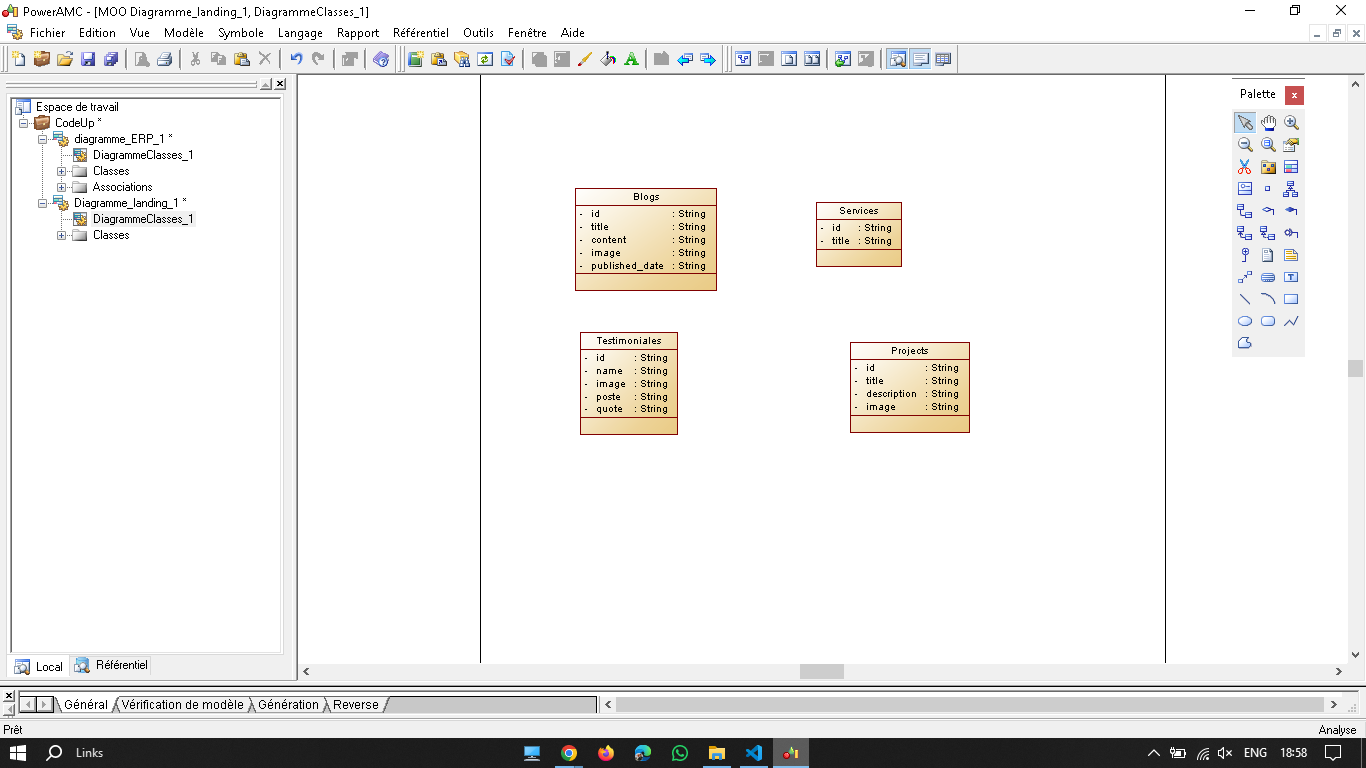 PowerAMC - [MOO Diagramme_landing_1, DiagrammeClasses_1]
Fichier Edition Vue Modèle Symbole Langage Rapport Référentiel Outils Fenêtre Aide
Espace de travail
CodeUp *
diagramme_ERP_1 *
DiagrammeClasses_1
Classes
Associations
Diagramme_landing_1 *
DiagrammeClasses_1
Classes
Local Référentiel
Blogs
- id : String
- title : String
- content : String
- image : String
- published_date : String
Services
- id : String
- title : String
Testimoniales
- id : String
- name : String
- image : String
- poste : String
- quote : String
Projects
- id : String
- title : String
- description : String
- image : String
Palette x
Général Vérification de modèle Génération Reverse
Prêt Analyse
Links ENG 18:58